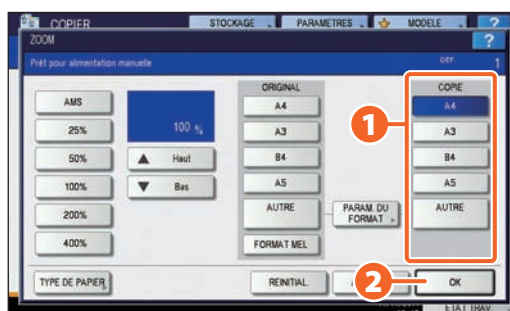 COPIER STOCKAGE PARAMETRES MODELE ?
ZOOM ?
Prêt pour alimentation manuelle DEF 1
ORIGINAL COPIE
AMS A4 1 A4
25% 100 % A3 A3
50% Haut B4 B4
100% Bas A5 A5
200% AUTRE PARAM. DU FORMAT AUTRE
400% FORMAT MEL
TYPE DE PAPIER REINITIAL. 2 OK
ETAT TRAV.